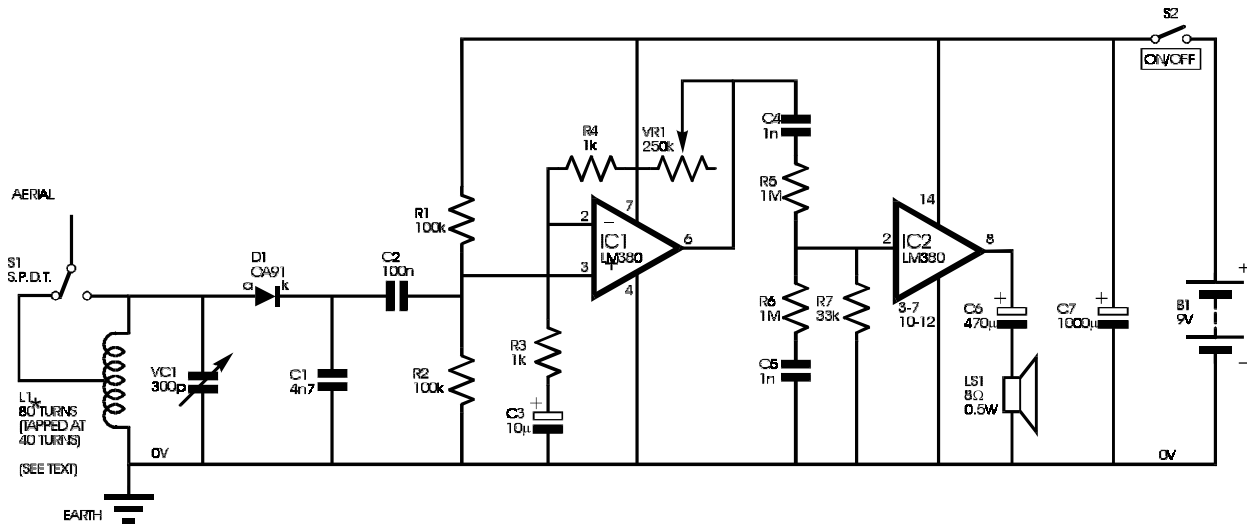 S2
ON/OFF
R4
1k
VR1
250k
C4
1n
R5
1M
AERIAL
R1
100k
2
7
–
IC1
LM380
+
6
3
4
14
2
IC2
LM380
8
3-7
10-12
S1
S.P.D.T.
D1
OA91
a
k
C2
100n
R6
1M
R7
33k
C6
+
470µ
C7
+
1000µ
+
B1
9V
–
VC1
300p
C1
4n7
R3
1k
R2
100k
C5
1n
LS1
8Ω
0.5W
C3
+
10µ
L1*
80 TURNS
(TAPPED AT
40 TURNS)
(SEE TEXT)
0V
0V
EARTH